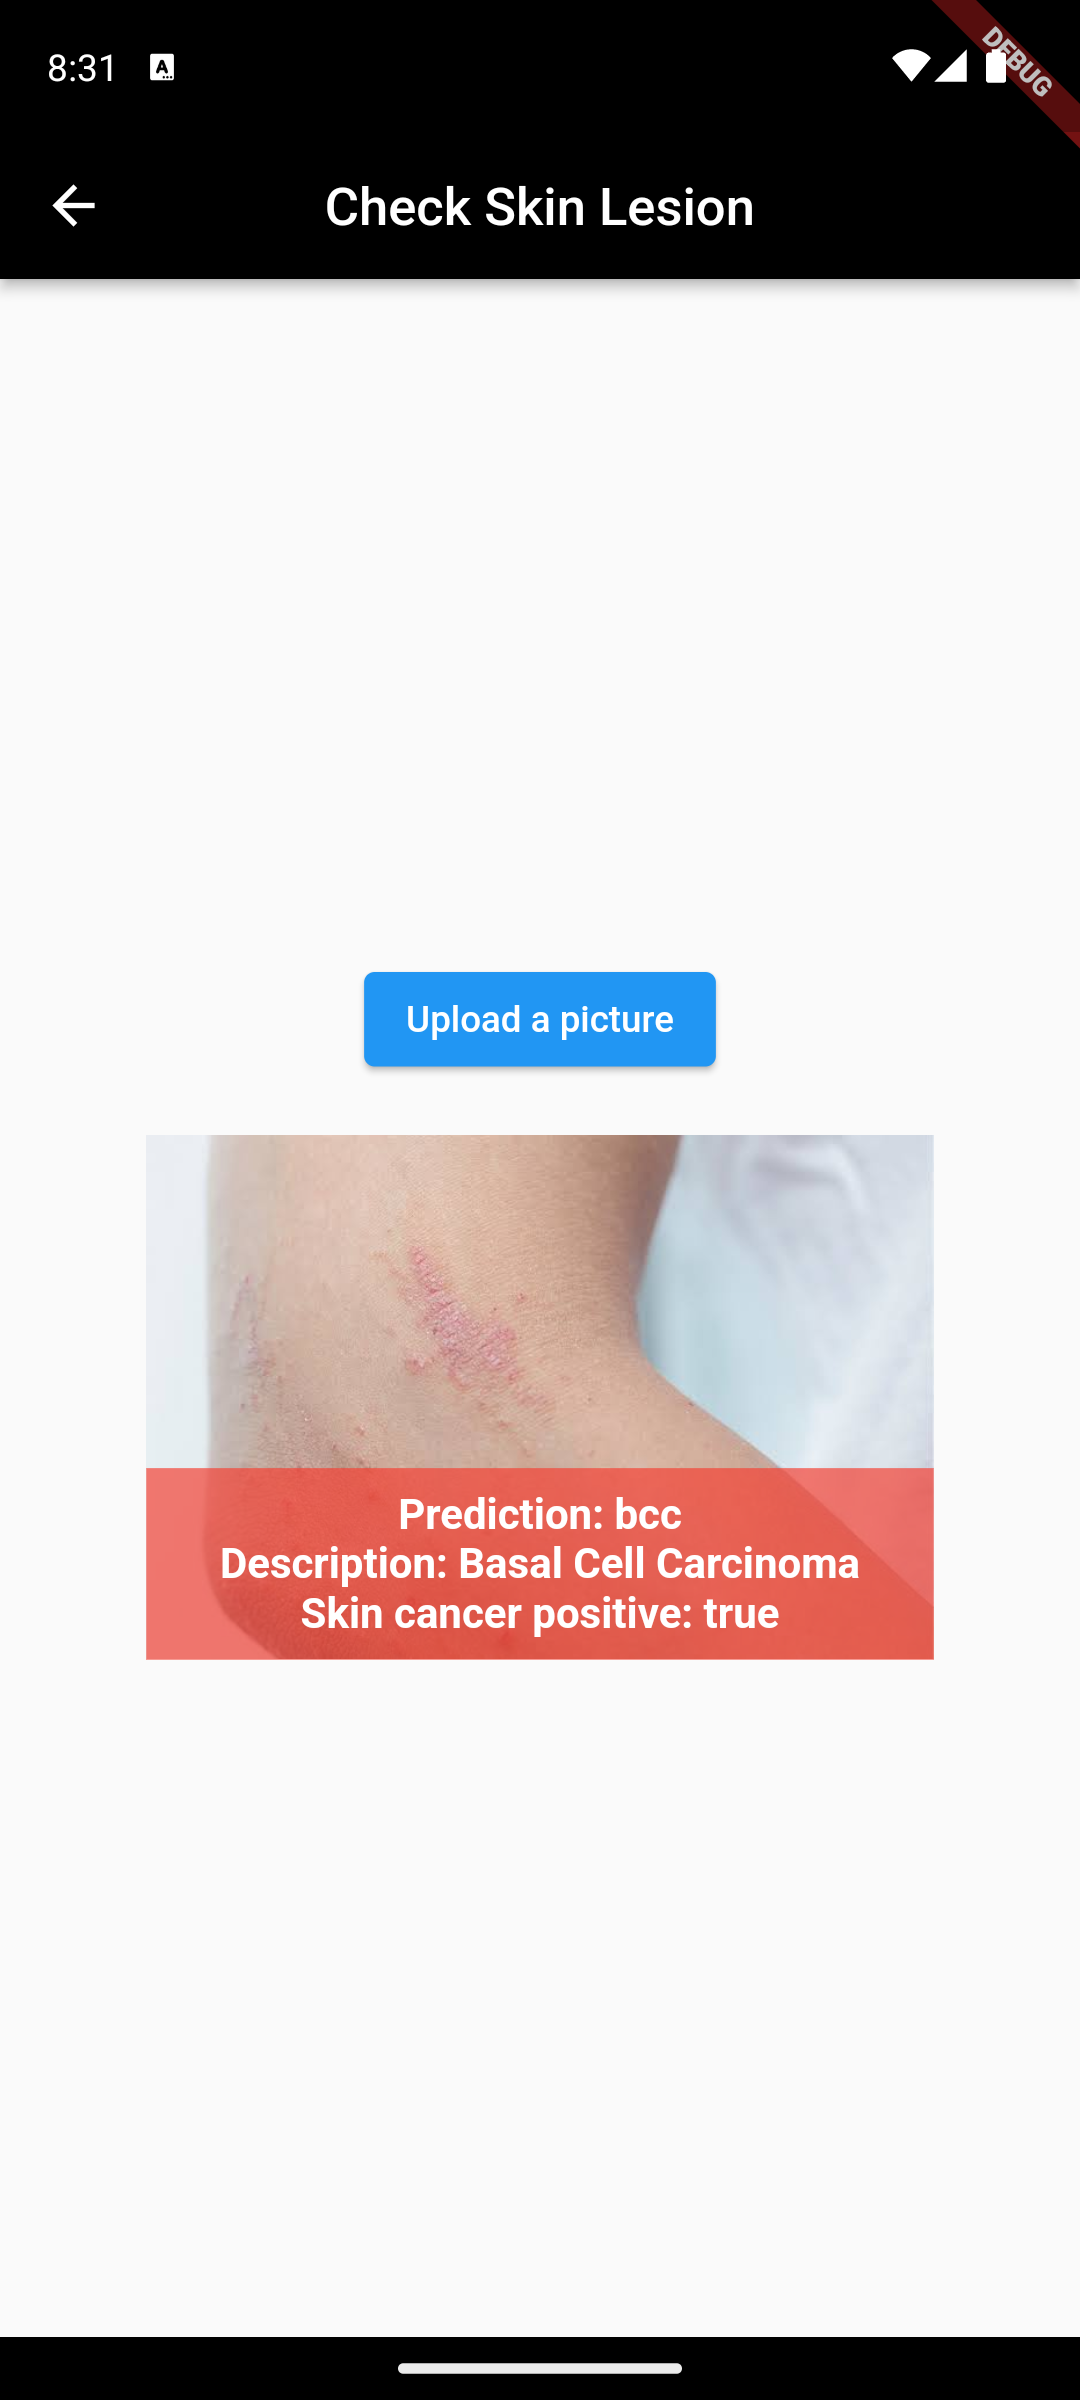 8:31
DEBUG
Check Skin Lesion
Upload a picture
Prediction: bcc
Description: Basal Cell Carcinoma
Skin cancer positive: true